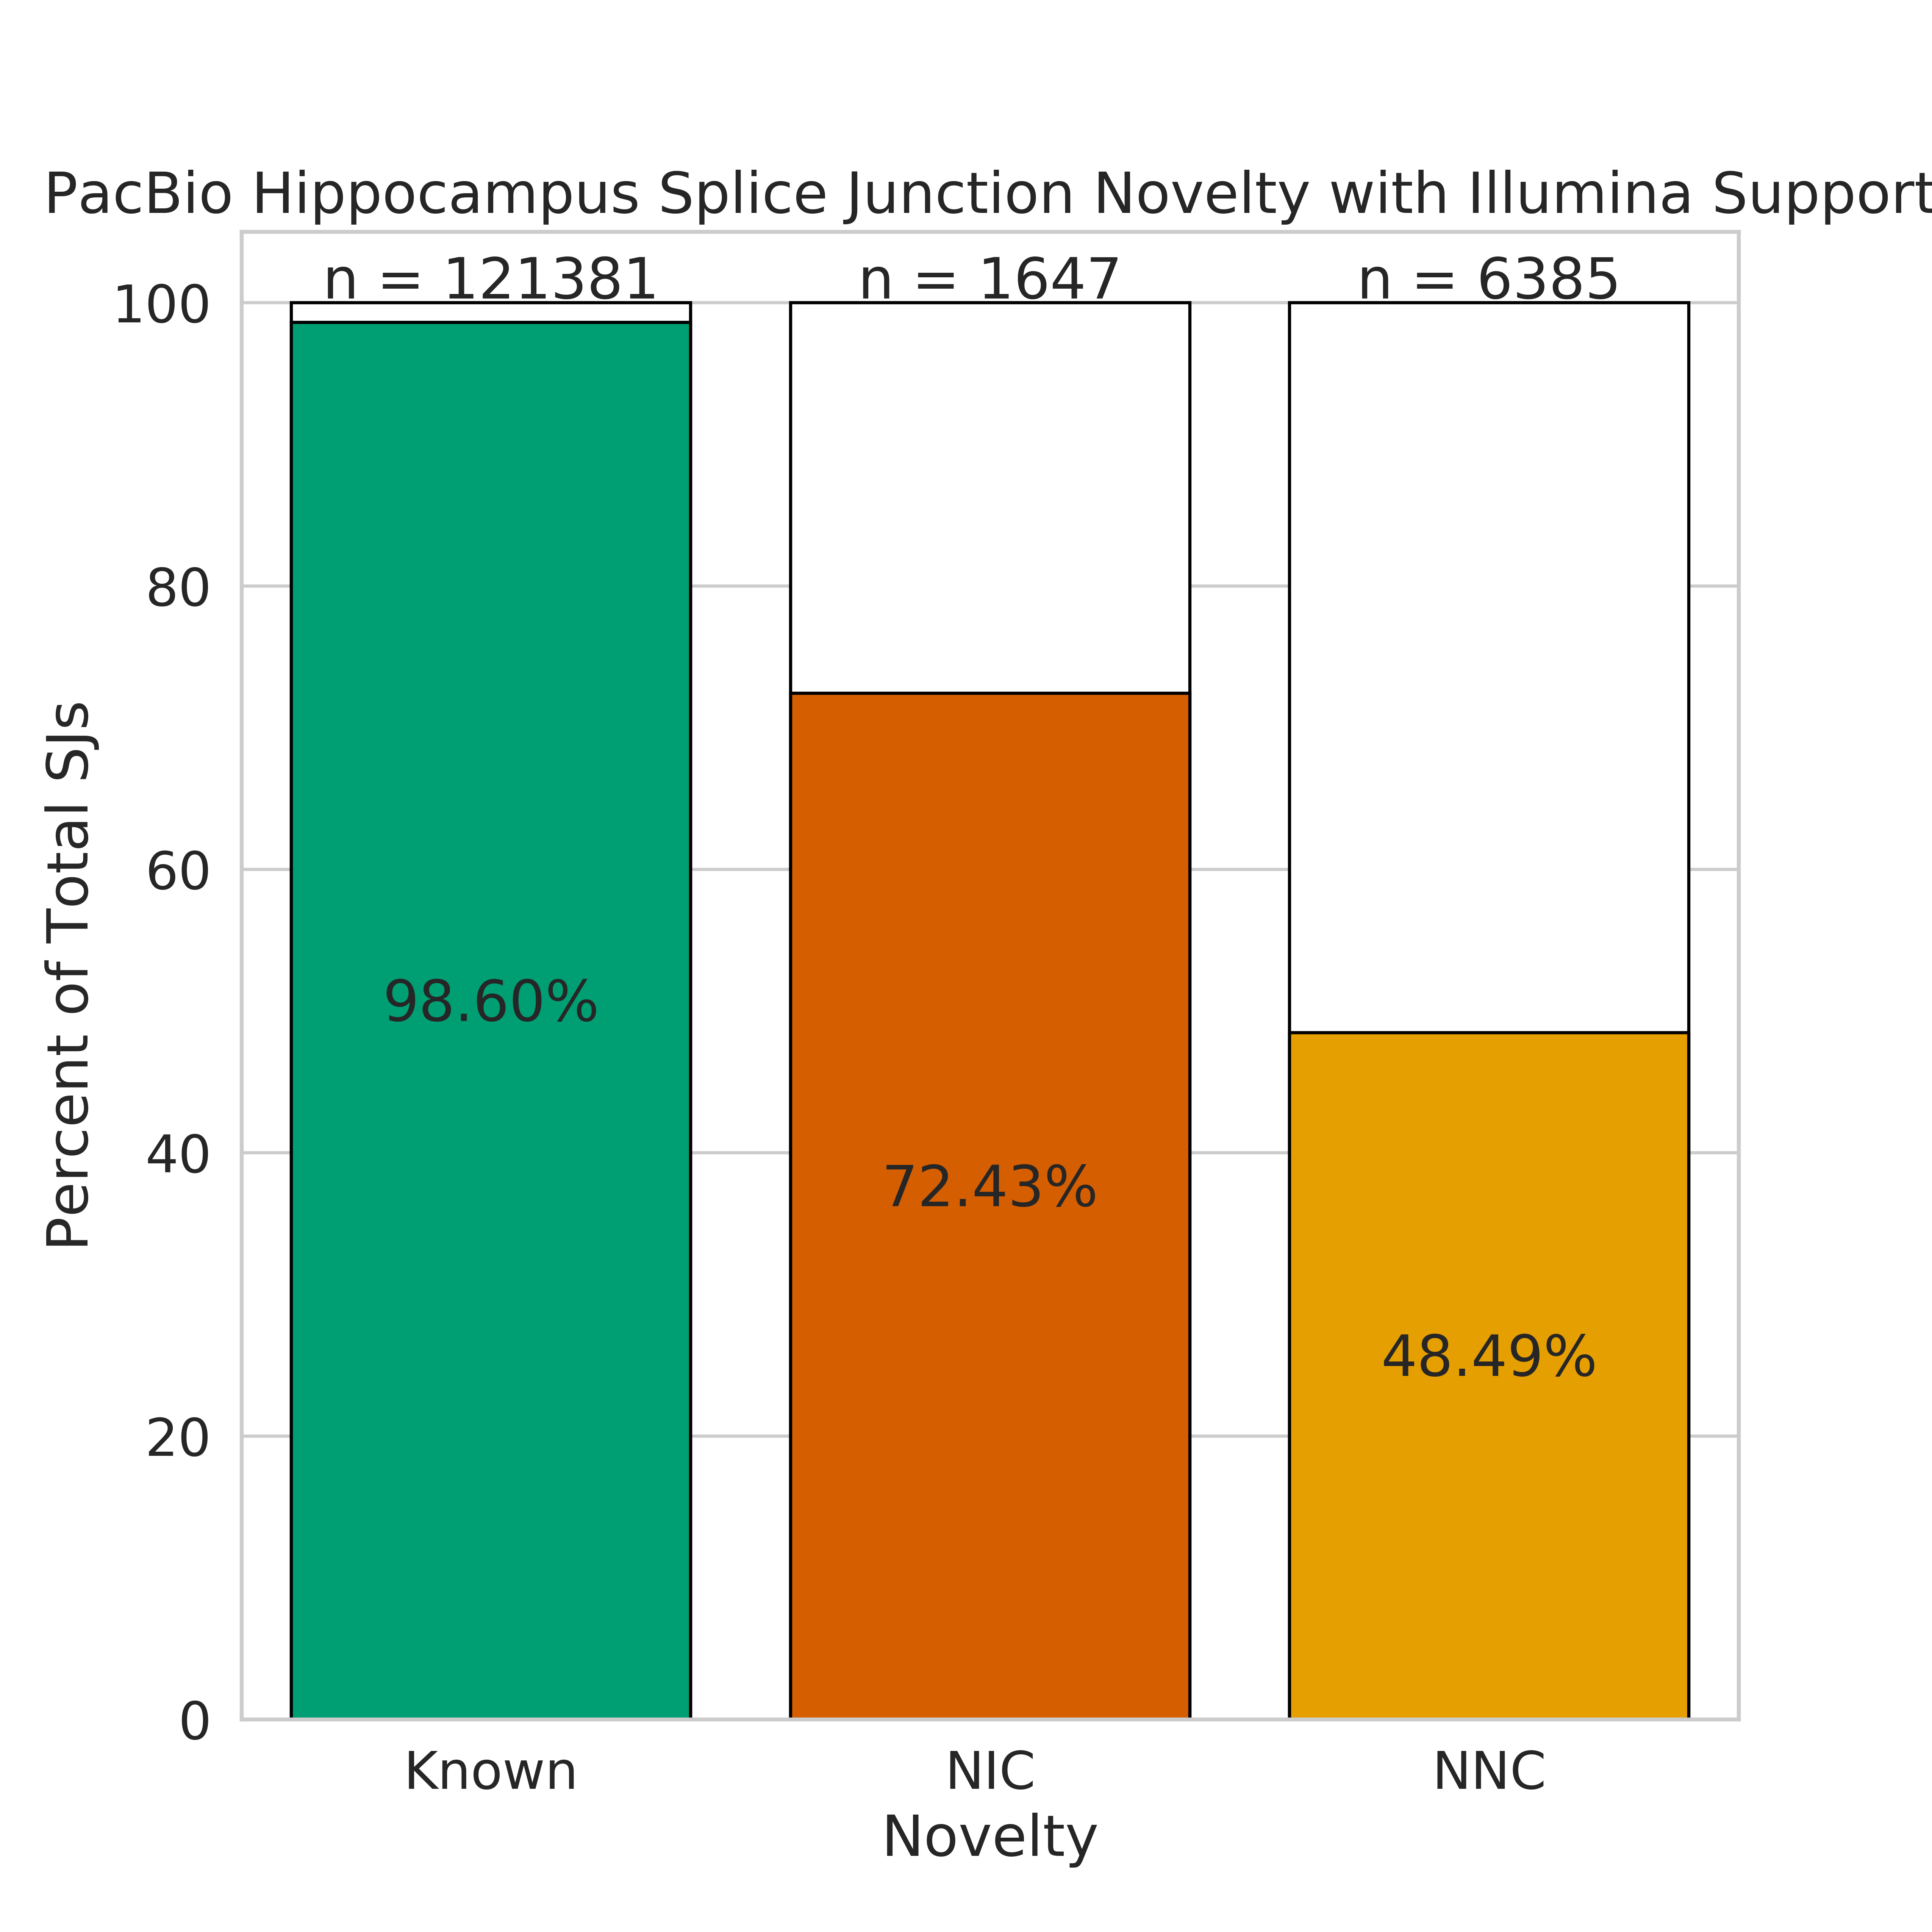 PacBio Hippocampus Splice Junction Novelty with Illumina Support
n = 121381
n = 1647
n = 6385
100
80
60
40
20
0
Percent of Total SJs
98.60%
72.43%
48.49%
Known
NIC
NNC
Novelty